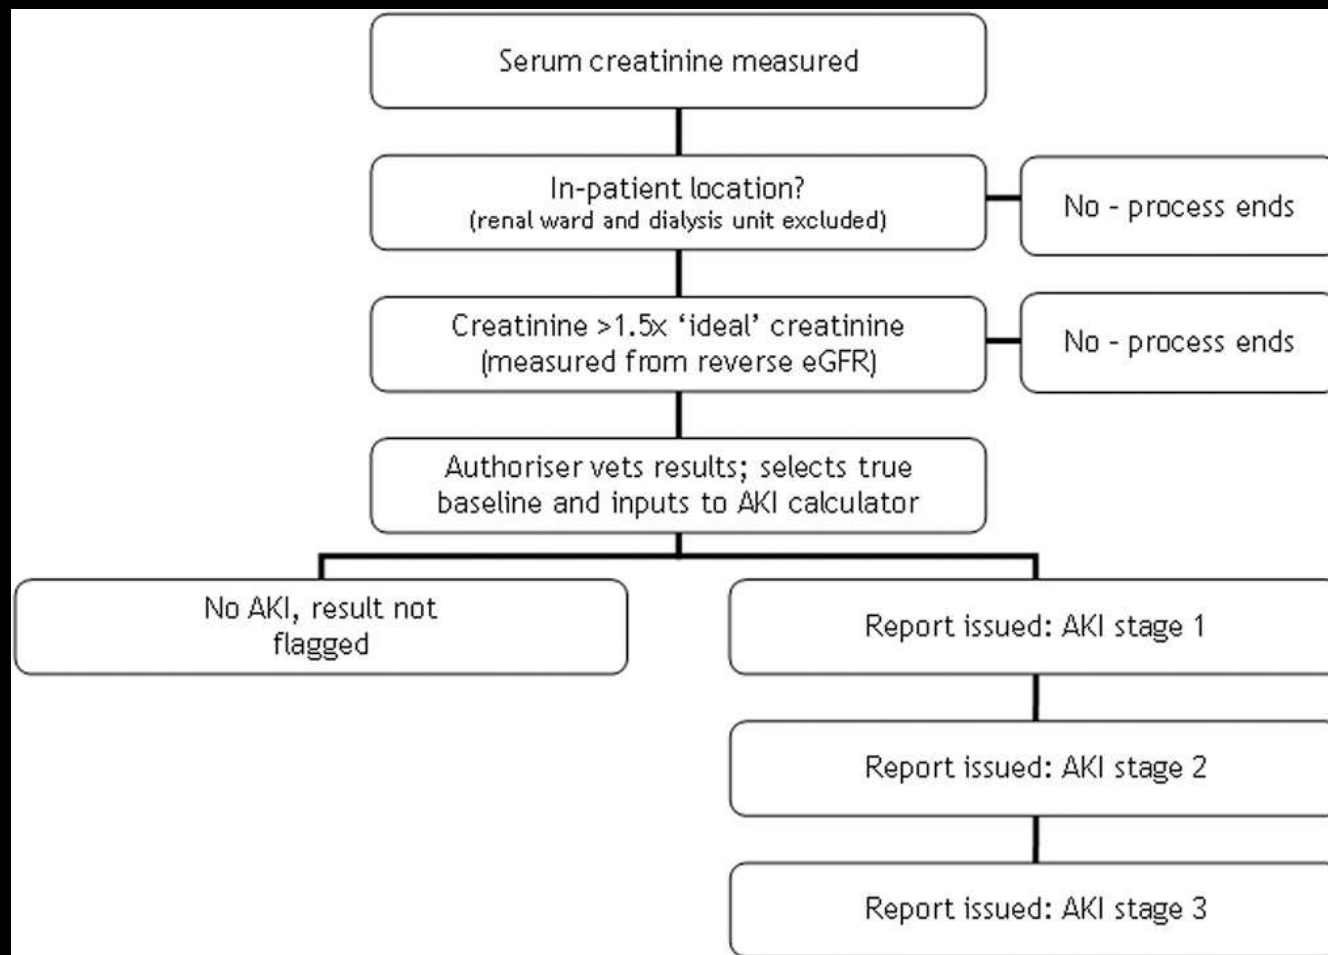 Serum creatinine measured
In-patient location?
(renal ward and dialysis unit excluded)
No - process ends
Creatinine >1.5x ‘ideal’ creatinine
(measured from reverse eGFR)
No - process ends
Authoriser vets results; selects true
baseline and inputs to AKI calculator
No AKI, result not
flagged
Report issued: AKI stage 1
Report issued: AKI stage 2
Report issued: AKI stage 3